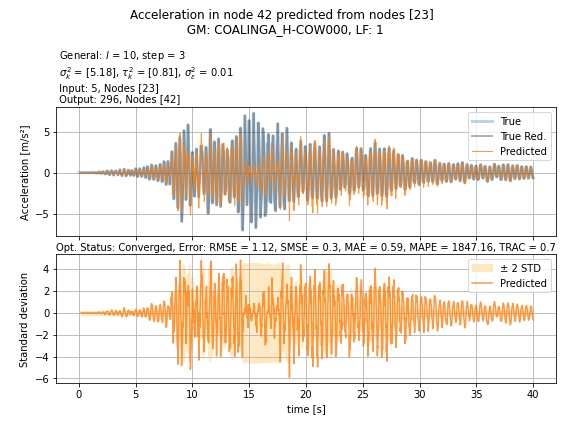 Acceleration in node 42 predicted from nodes [23]
GM: COALINGA_H-COW000, LF: 1
General: l = 10, step = 3
σ²ₖ = [5.18], τ²ₖ = [0.81], σ²ε = 0.01
Input: 5, Nodes [23]
Output: 296, Nodes [42]
Acceleration [m/s²]
5
0
−5
True
True Red.
Predicted
Opt. Status: Converged, Error: RMSE = 1.12, SMSE = 0.3, MAE = 0.59, MAPE = 1847.16, TRAC = 0.7
Standard deviation
4
2
0
−2
−4
−6
± 2 STD
Predicted
0 5 10 15 20 25 30 35 40
time [s]